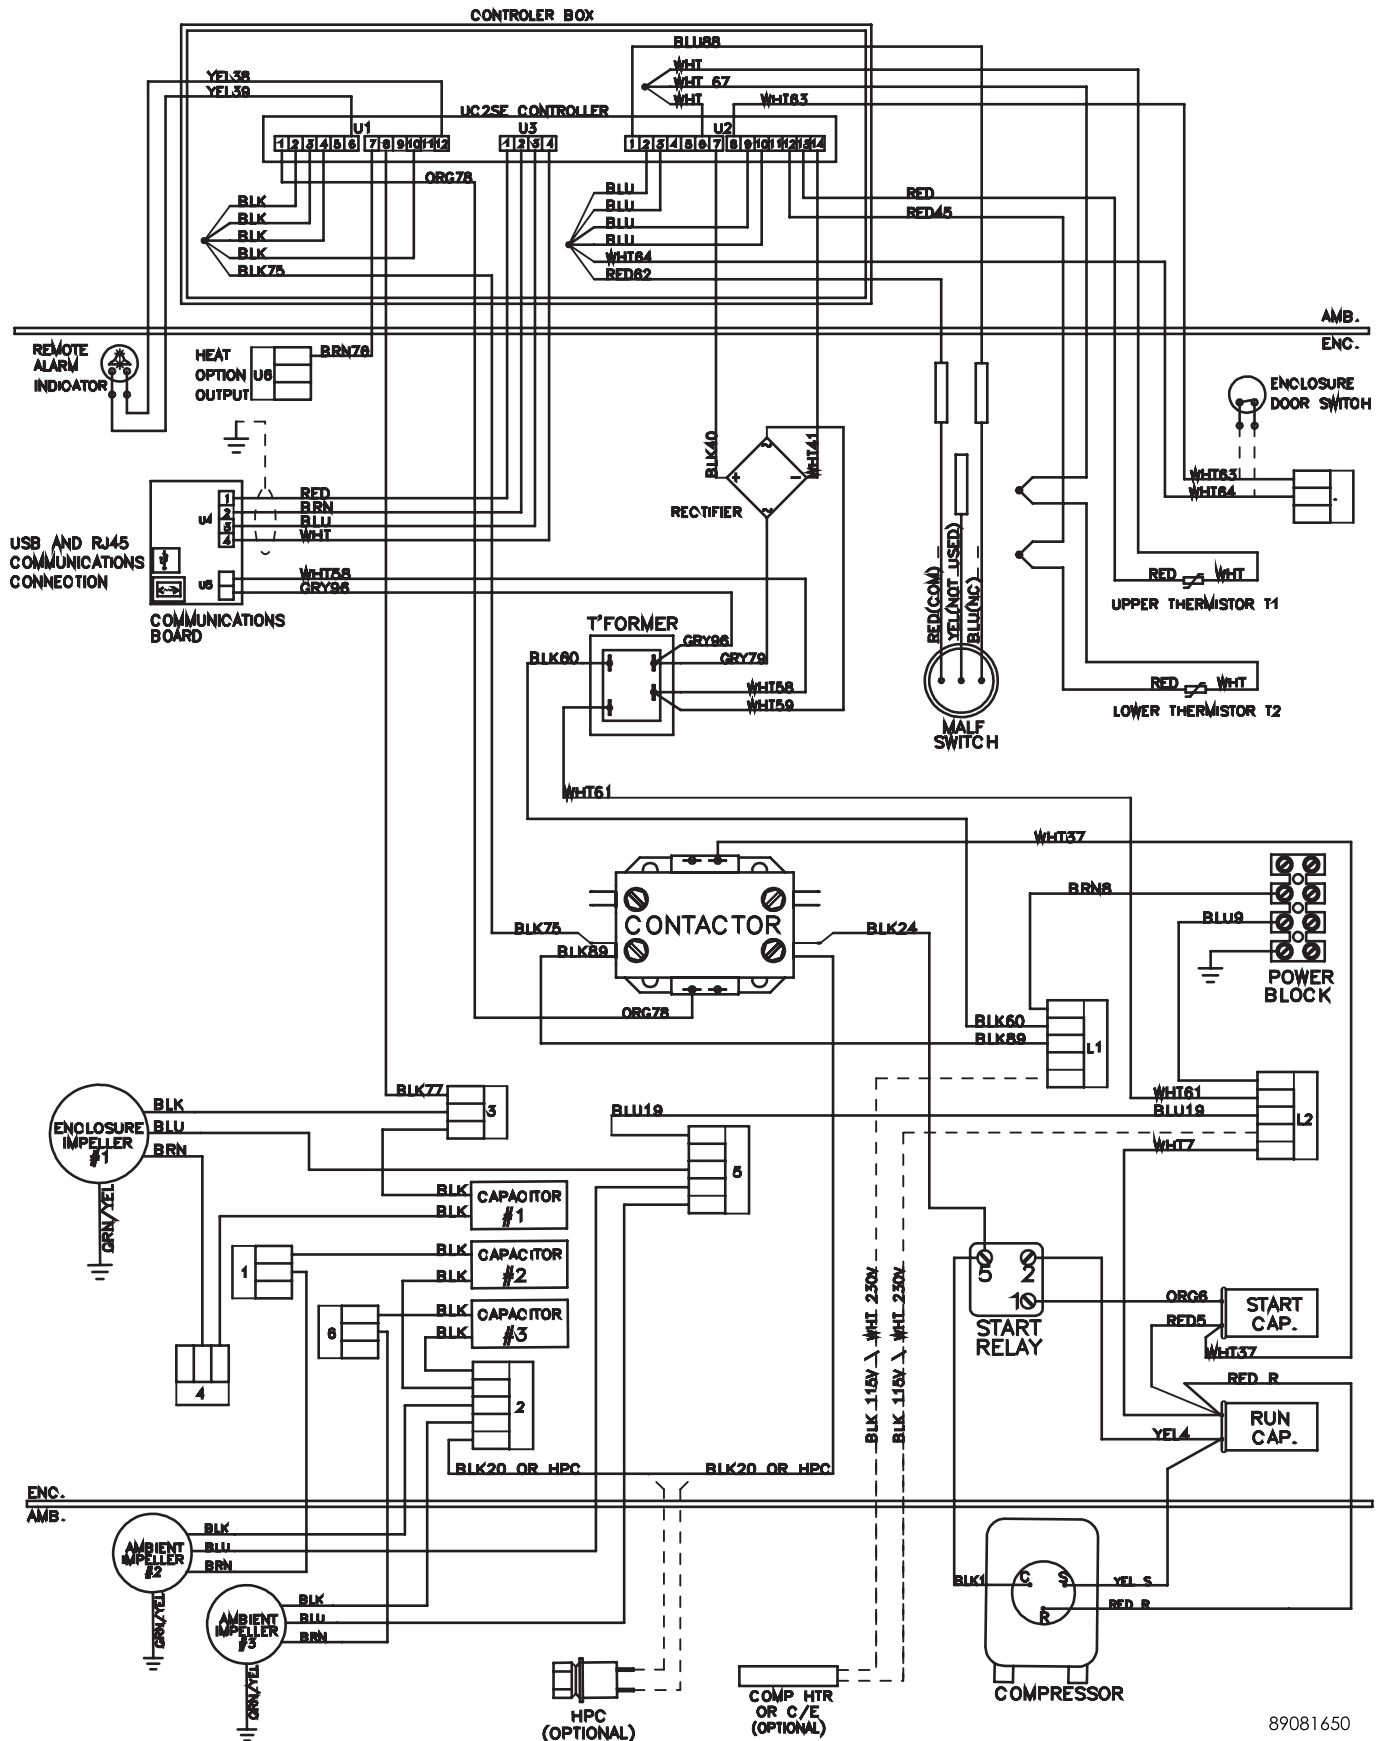 CONTROLER BOX
BLU88
WHT
WHT 67
WHT
WHT63
YEL38
YEL39
UC2SE CONTROLLER
U1
U3
U2
1 2 3 4 5 6 7 8 9 10 11 12
1 2 3 4
1 2 3 4 5 6 7 8 9 10 11 12 13 14
ORG78
BLK
BLK
BLK
BLK
BLK75
BLU
BLU
BLU
BLU
WHT64
RED62
RED
RED45
AMB.
ENC.
REMOTE
ALARM
INDICATOR
HEAT
OPTION
OUTPUT
U6
BRN76
ENCLOSURE
DOOR SWITCH
BLK40
WHT41
+
-
RECTIFIER
WHT63
WHT64
RED
BRN
BLU
WHT
1
2
3
4
U4
U5
USB AND RJ45
COMMUNICATIONS
CONNECTION
WHT58
GRY96
COMMUNICATIONS
BOARD
RED(COM)
YEL(NOT USED)
BLU(NC)
RED
WHT
UPPER THERMISTOR T1
T'FORMER
BLK60
GRY96
GRY79
WHT58
WHT59
RED
WHT
LOWER THERMISTOR T2
MALF
SWITCH
WHT61
WHT37
BRN8
BLU9
POWER
BLOCK
CONTACTOR
BLK75
BLK89
BLK24
ORG78
BLK60
BLK89
L1
BLK77
3
BLK
BLU
BRN
ENCLOSURE
IMPELLER
#1
GRN/YEL
BLU19
WHT61
BLU19
WHT7
L2
5
BLK
BLK
CAPACITOR
#1
BLK
BLK
CAPACITOR
#2
BLK
BLK
CAPACITOR
#3
1
6
4
2
BLK 115V \ WHT 230V
BLK 115V \ WHT 230V
5
2
1
START
RELAY
ORG6
RED5
WHT37
START
CAP.
RED R
YEL4
RUN
CAP.
BLK20 OR HPC
BLK20 OR HPC
ENC.
AMB.
BLK
BLU
BRN
AMBIENT
IMPELLER
#2
GRN/YEL
BLK
BLU
BRN
AMBIENT
IMPELLER
#3
GRN/YEL
BLK1
C
S
R
YEL S
RED R
COMPRESSOR
HPC
(OPTIONAL)
COMP HTR
OR C/E
(OPTIONAL)
89081650